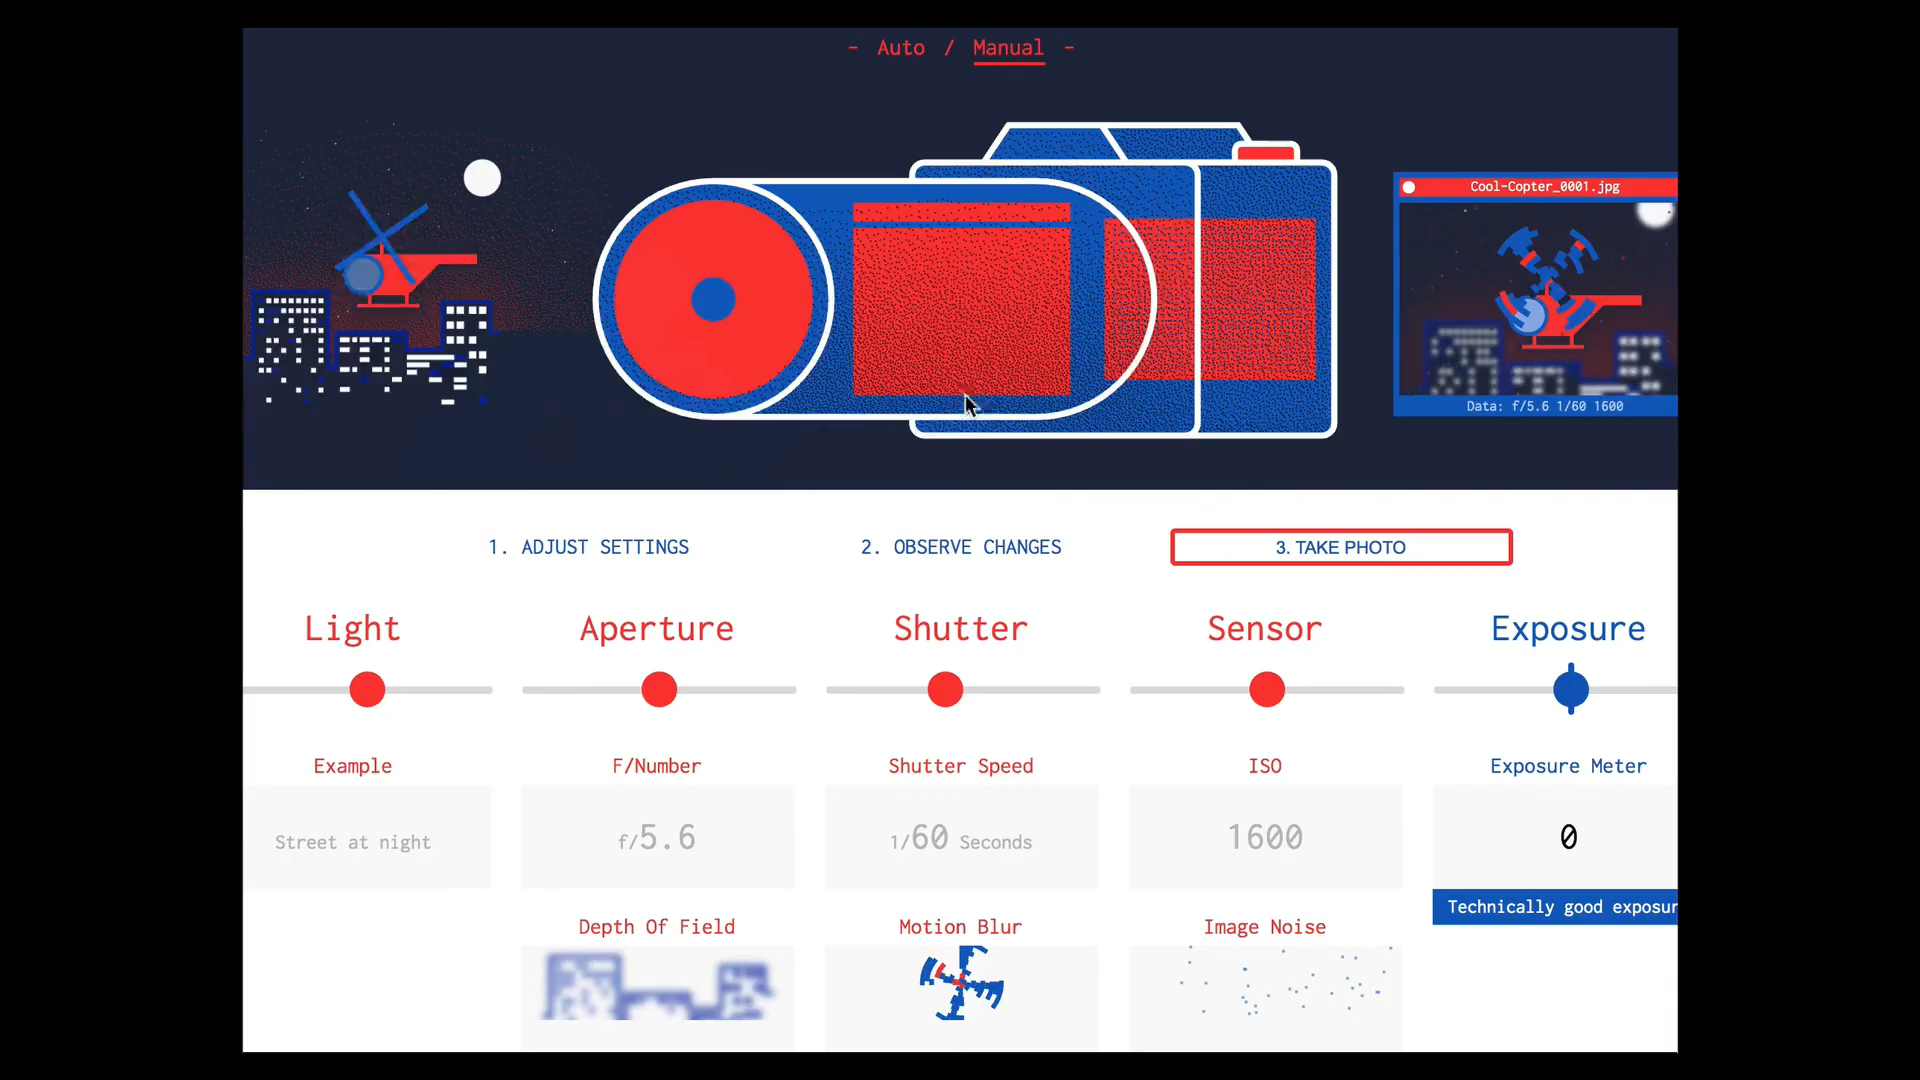 - Auto / Manual -
Cool-Copter_0001.jpg
Data: f/5.6 1/60 1600
1. ADJUST SETTINGS
2. OBSERVE CHANGES
3. TAKE PHOTO
Light
Aperture
Shutter
Sensor
Exposure
Example
F/Number
Shutter Speed
ISO
Exposure Meter
Street at night
f/5.6
1/60 Seconds
1600
0
Technically good exposur
Depth Of Field
Motion Blur
Image Noise